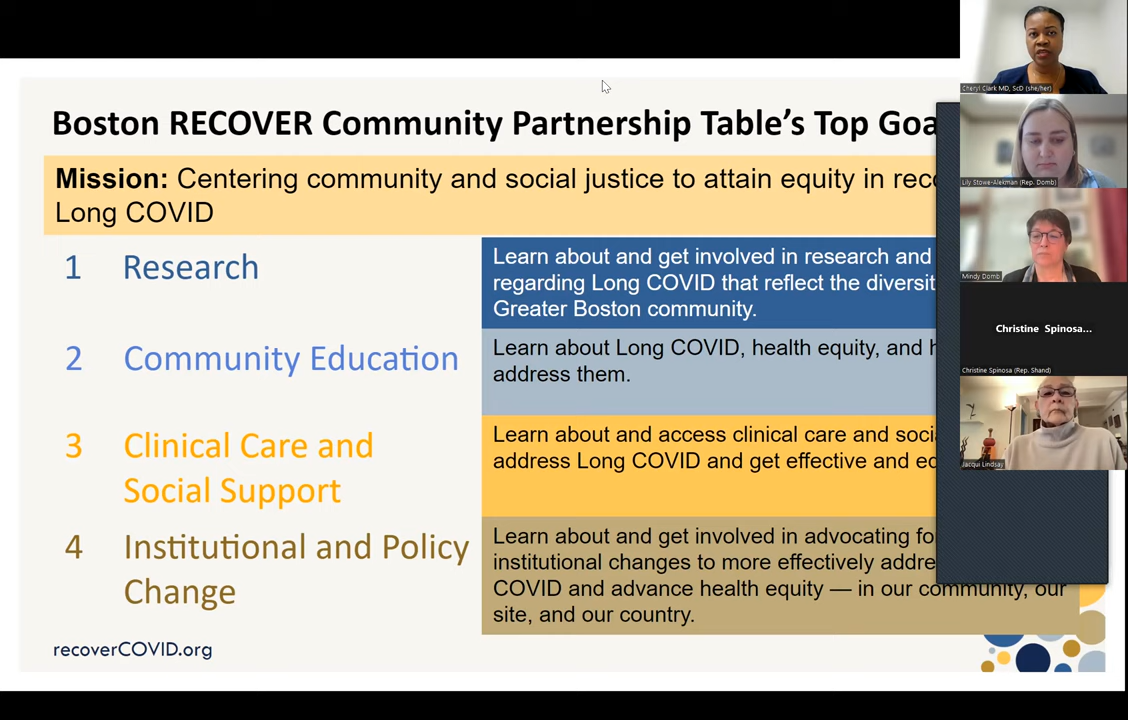 Boston RECOVER Community Partnership Table's Top
Mission: Centering community and social justice to attain equity in
Long COVID
1 Research
Learn about and get involved in research and
regarding Long COVID that reflect the
Greater Boston community.
2 Community Education
Learn about Long COVID, health equity, and
address them.
3 Clinical Care and
Social Support
Learn about and access clinical care and
address Long COVID and get effective and
4 Institutional and Policy
Change
Learn about and get involved in advocating
institutional changes to more effectively
COVID and advance health equity — in our community, our
site, and our country.
recoverCOVID.org
Cheryl Clark MD, ScD (she/her)
Lily Stowe-Alekman (Rep. Domb)
Mindy Domb
Christine Spinosa...
Christine Spinosa (Rep. Shand)
Jacqui Lindsay